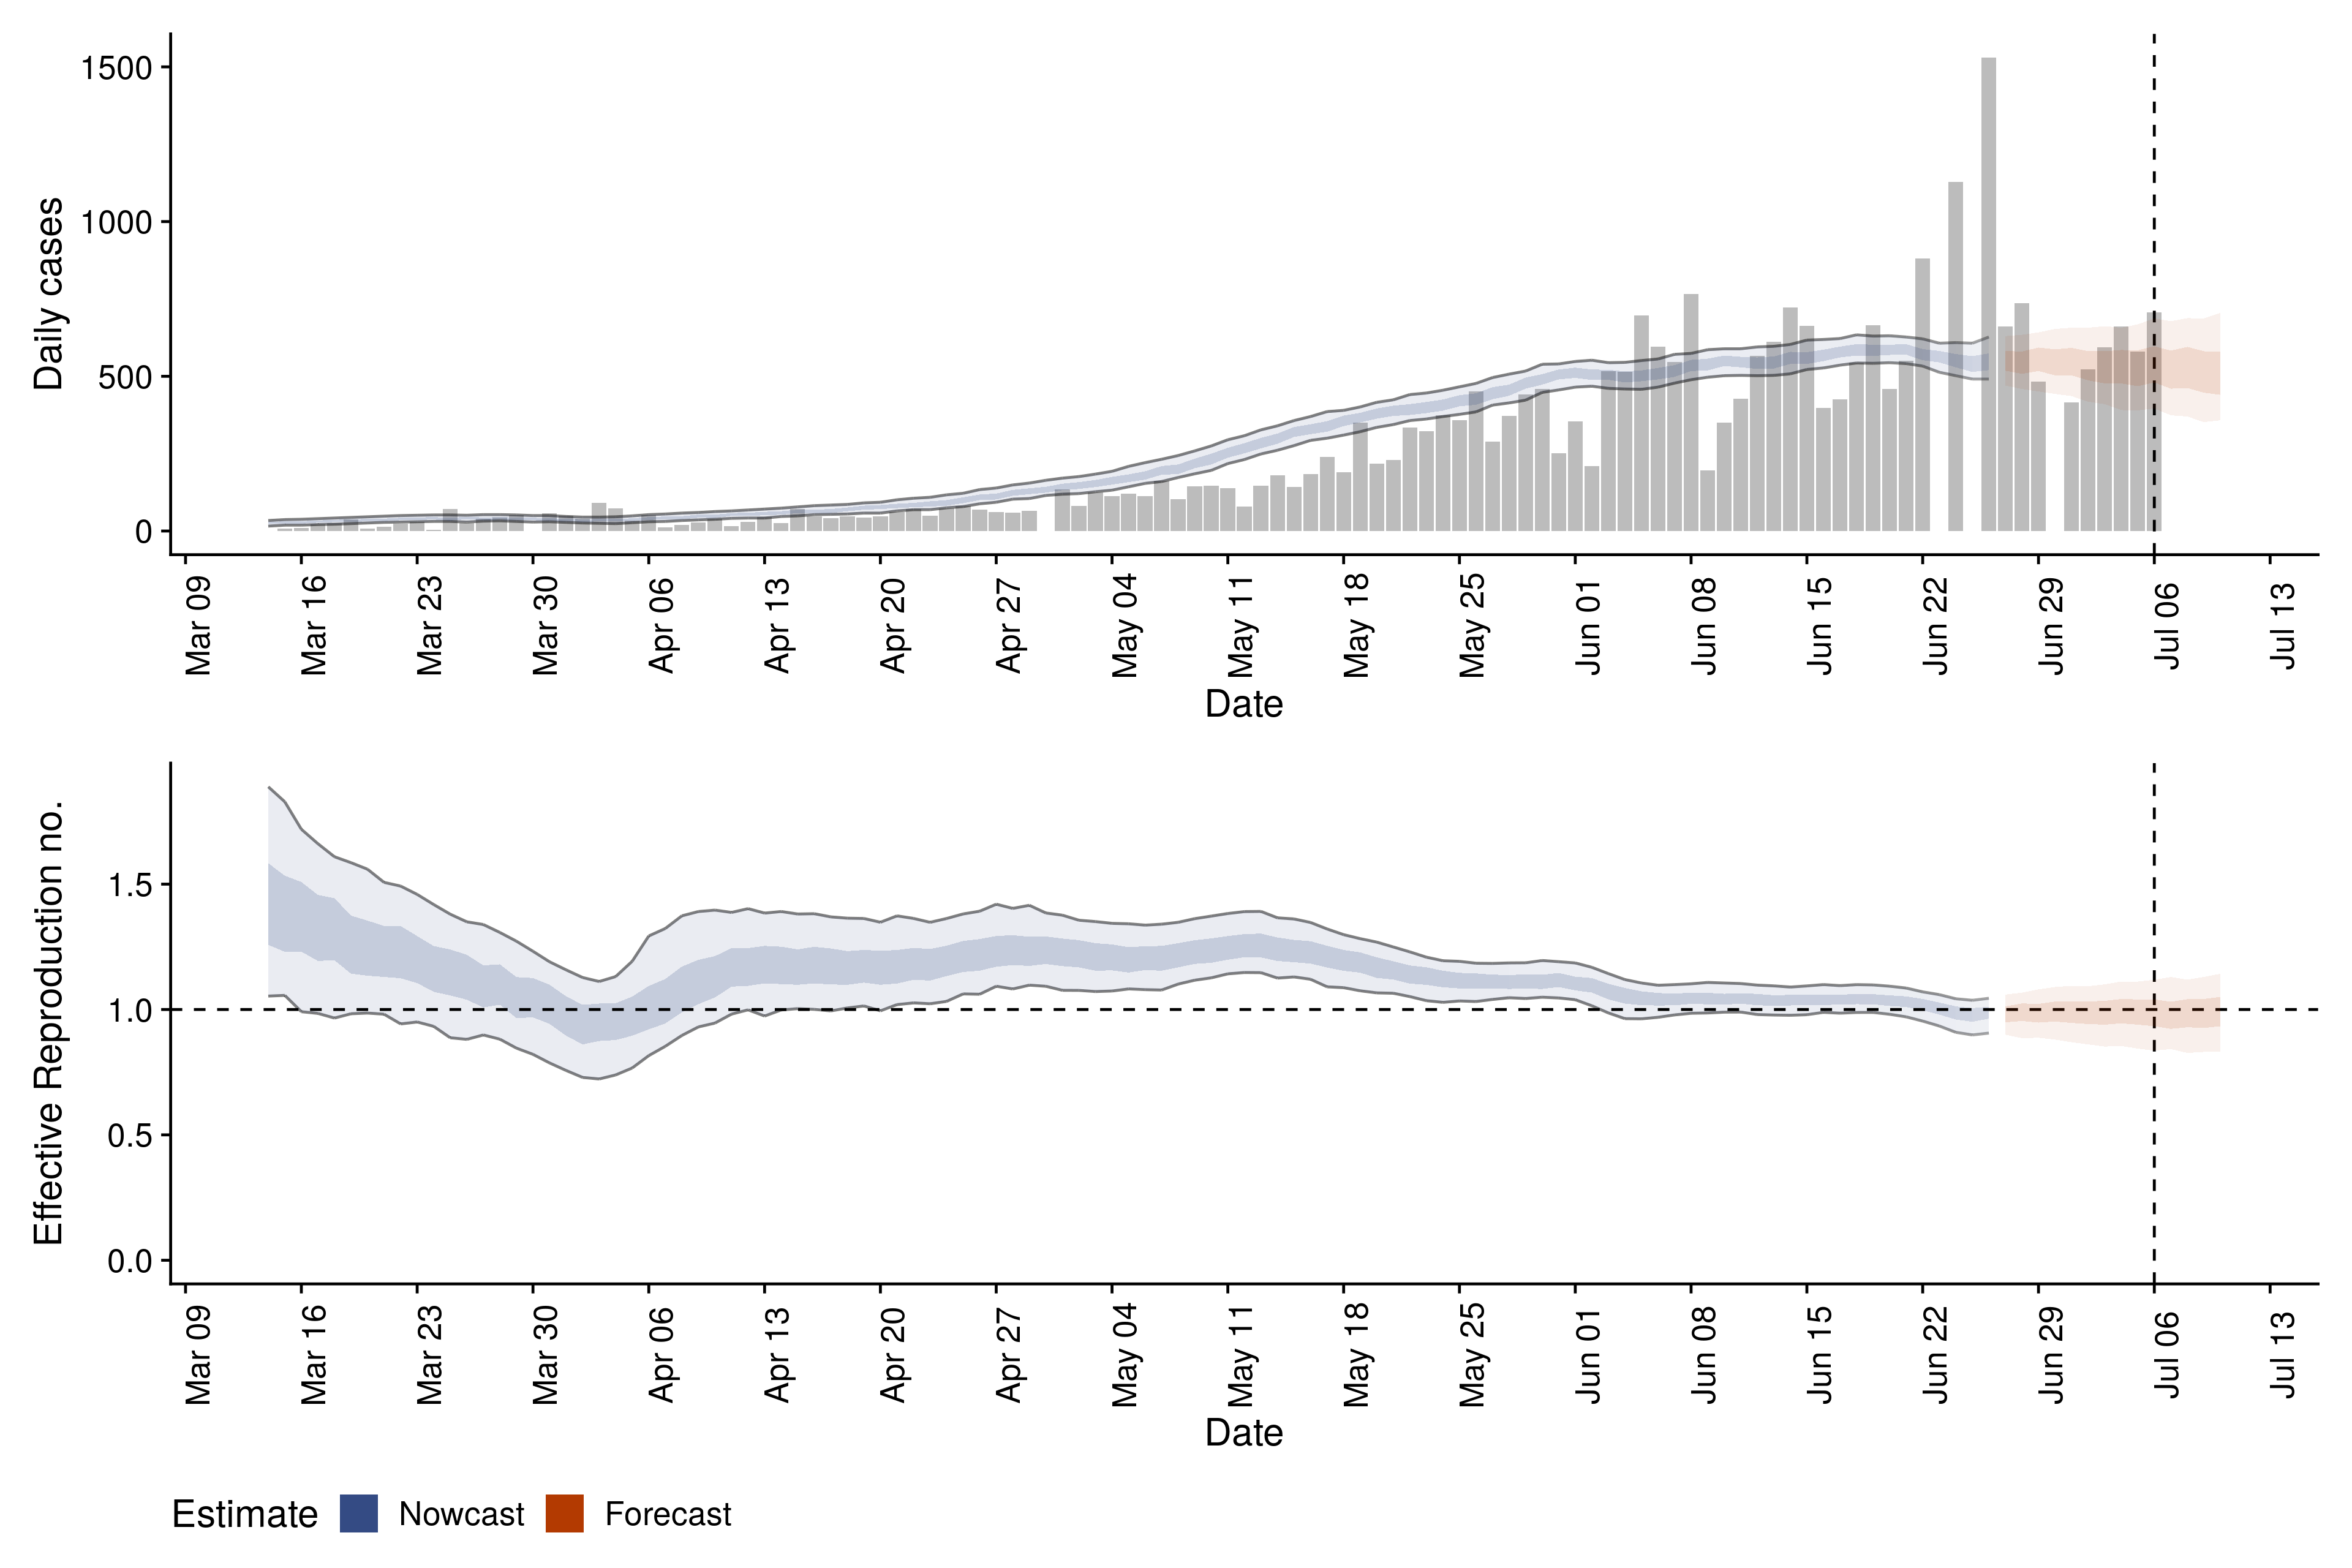 Daily cases
1500
1000
500
0
Mar 09
Mar 16
Mar 23
Mar 30
Apr 06
Apr 13
Apr 20
Apr 27
May 04
May 11
May 18
May 25
Jun 01
Jun 08
Jun 15
Jun 22
Jun 29
Jul 06
Jul 13
Date
Effective Reproduction no.
1.5
1.0
0.5
0.0
Mar 09
Mar 16
Mar 23
Mar 30
Apr 06
Apr 13
Apr 20
Apr 27
May 04
May 11
May 18
May 25
Jun 01
Jun 08
Jun 15
Jun 22
Jun 29
Jul 06
Jul 13
Date
Estimate Nowcast Forecast